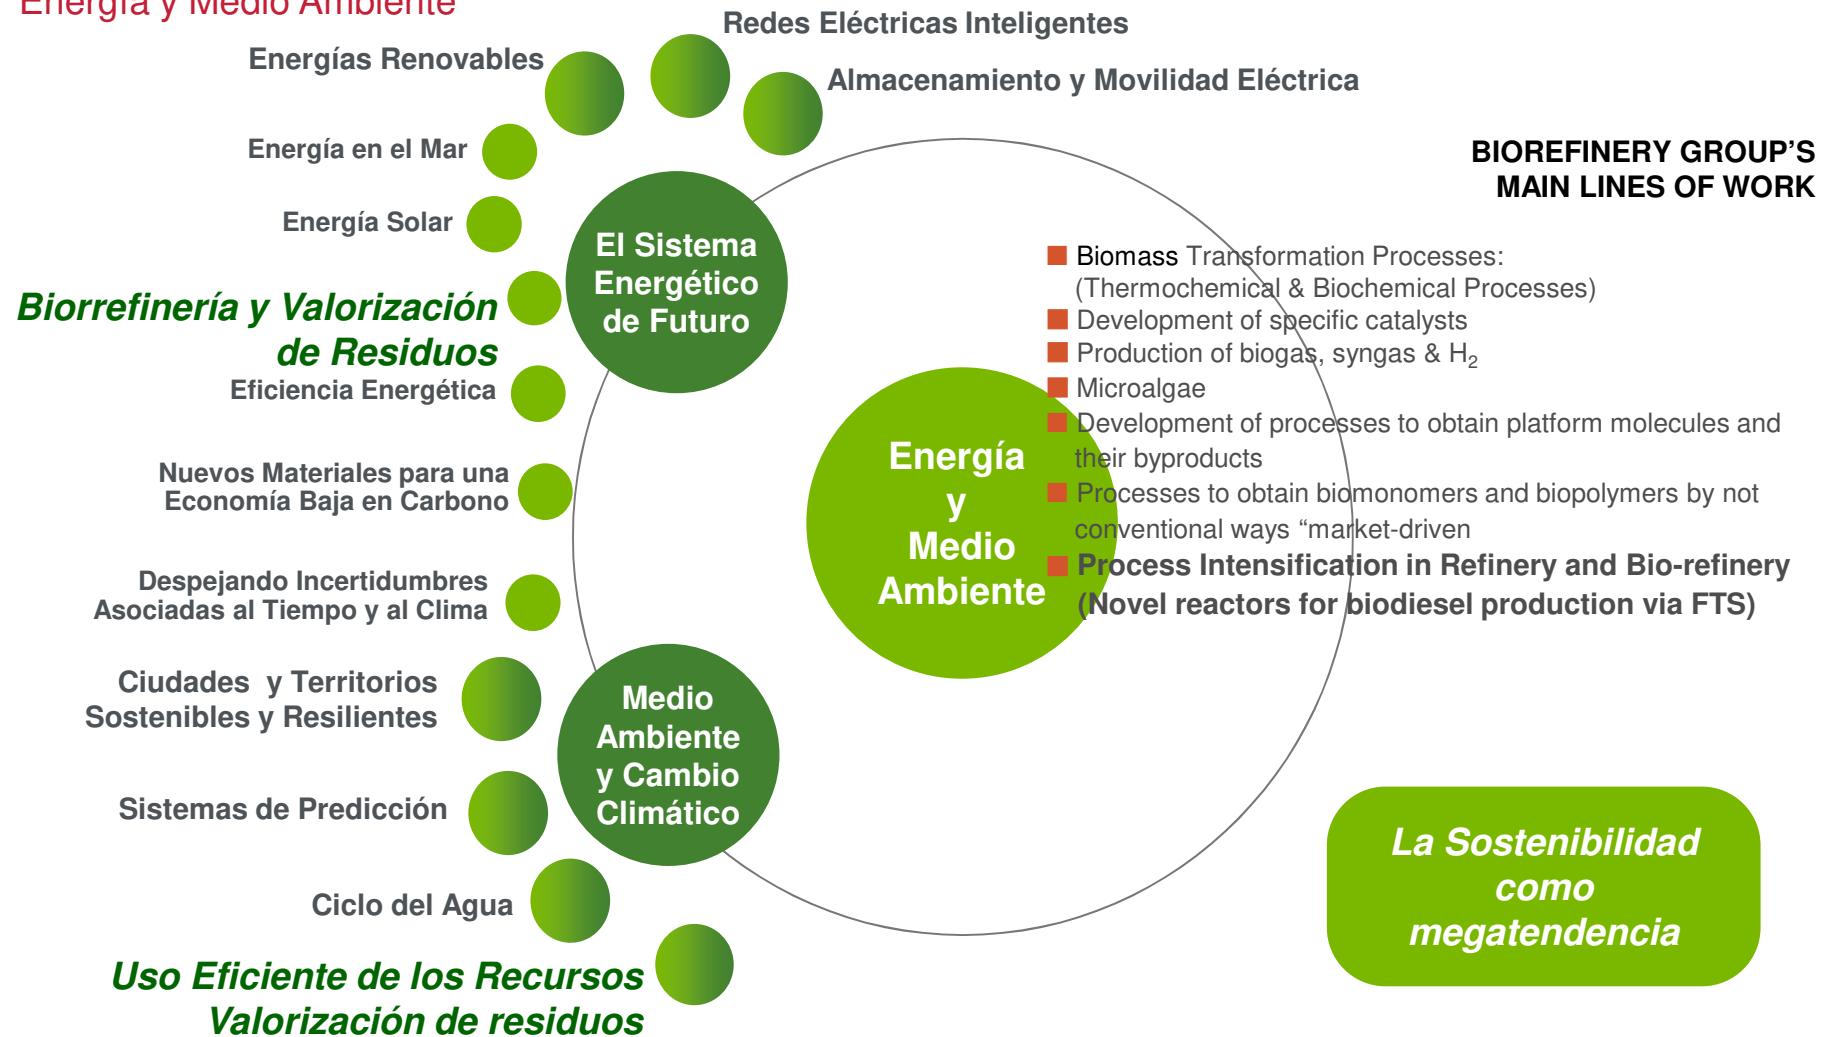 Energía y Medio Ambiente
Redes Eléctricas Inteligentes
Energías Renovables
Almacenamiento y Movilidad Eléctrica
Energía en el Mar
Energía Solar
Biorrefinería y Valorización
de Residuos
Eficiencia Energética
Nuevos Materiales para una
Economía Baja en Carbono
Despejando Incertidumbres
Asociadas al Tiempo y al Clima
Ciudades y Territorios
Sostenibles y Resilientes
Sistemas de Predicción
Ciclo del Agua
Uso Eficiente de los Recursos
Valorización de residuos
El Sistema
Energético
de Futuro
Medio
Ambiente
y Cambio
Climático
Energía
y
Medio
Ambiente
BIOREFINERY GROUP’S
MAIN LINES OF WORK
Biomass Transformation Processes:
(Thermochemical & Biochemical Processes)
Development of specific catalysts
Production of biogas, syngas & H₂
Microalgae
Development of processes to obtain platform molecules and
their byproducts
Processes to obtain biomonomers and biopolymers by not
conventional ways “market-driven
Process Intensification in Refinery and Bio-refinery
(Novel reactors for biodiesel production via FTS)
La Sostenibilidad
como
megatendencia